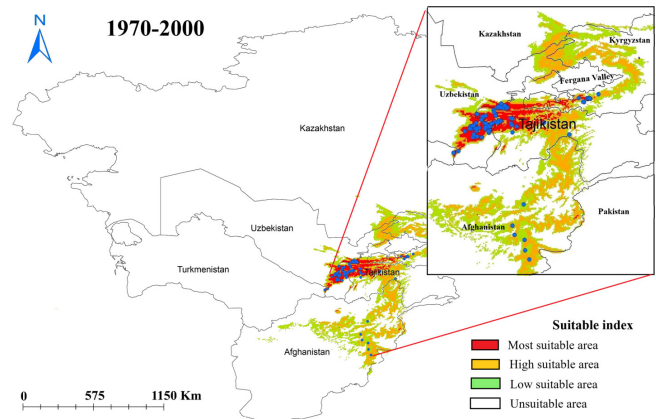 N
1970-2000
Kazakhstan
Uzbekistan
Turkmenistan
Tajikistan
Afghanistan
Kazakhstan
Kyrgyzstan
Fergana Valley
Uzbekistan
Tajikistan
Pakistan
Afghanistan
Suitable index
Most suitable area
High suitable area
Low suitable area
Unsuitable area
0 575 1150 Km